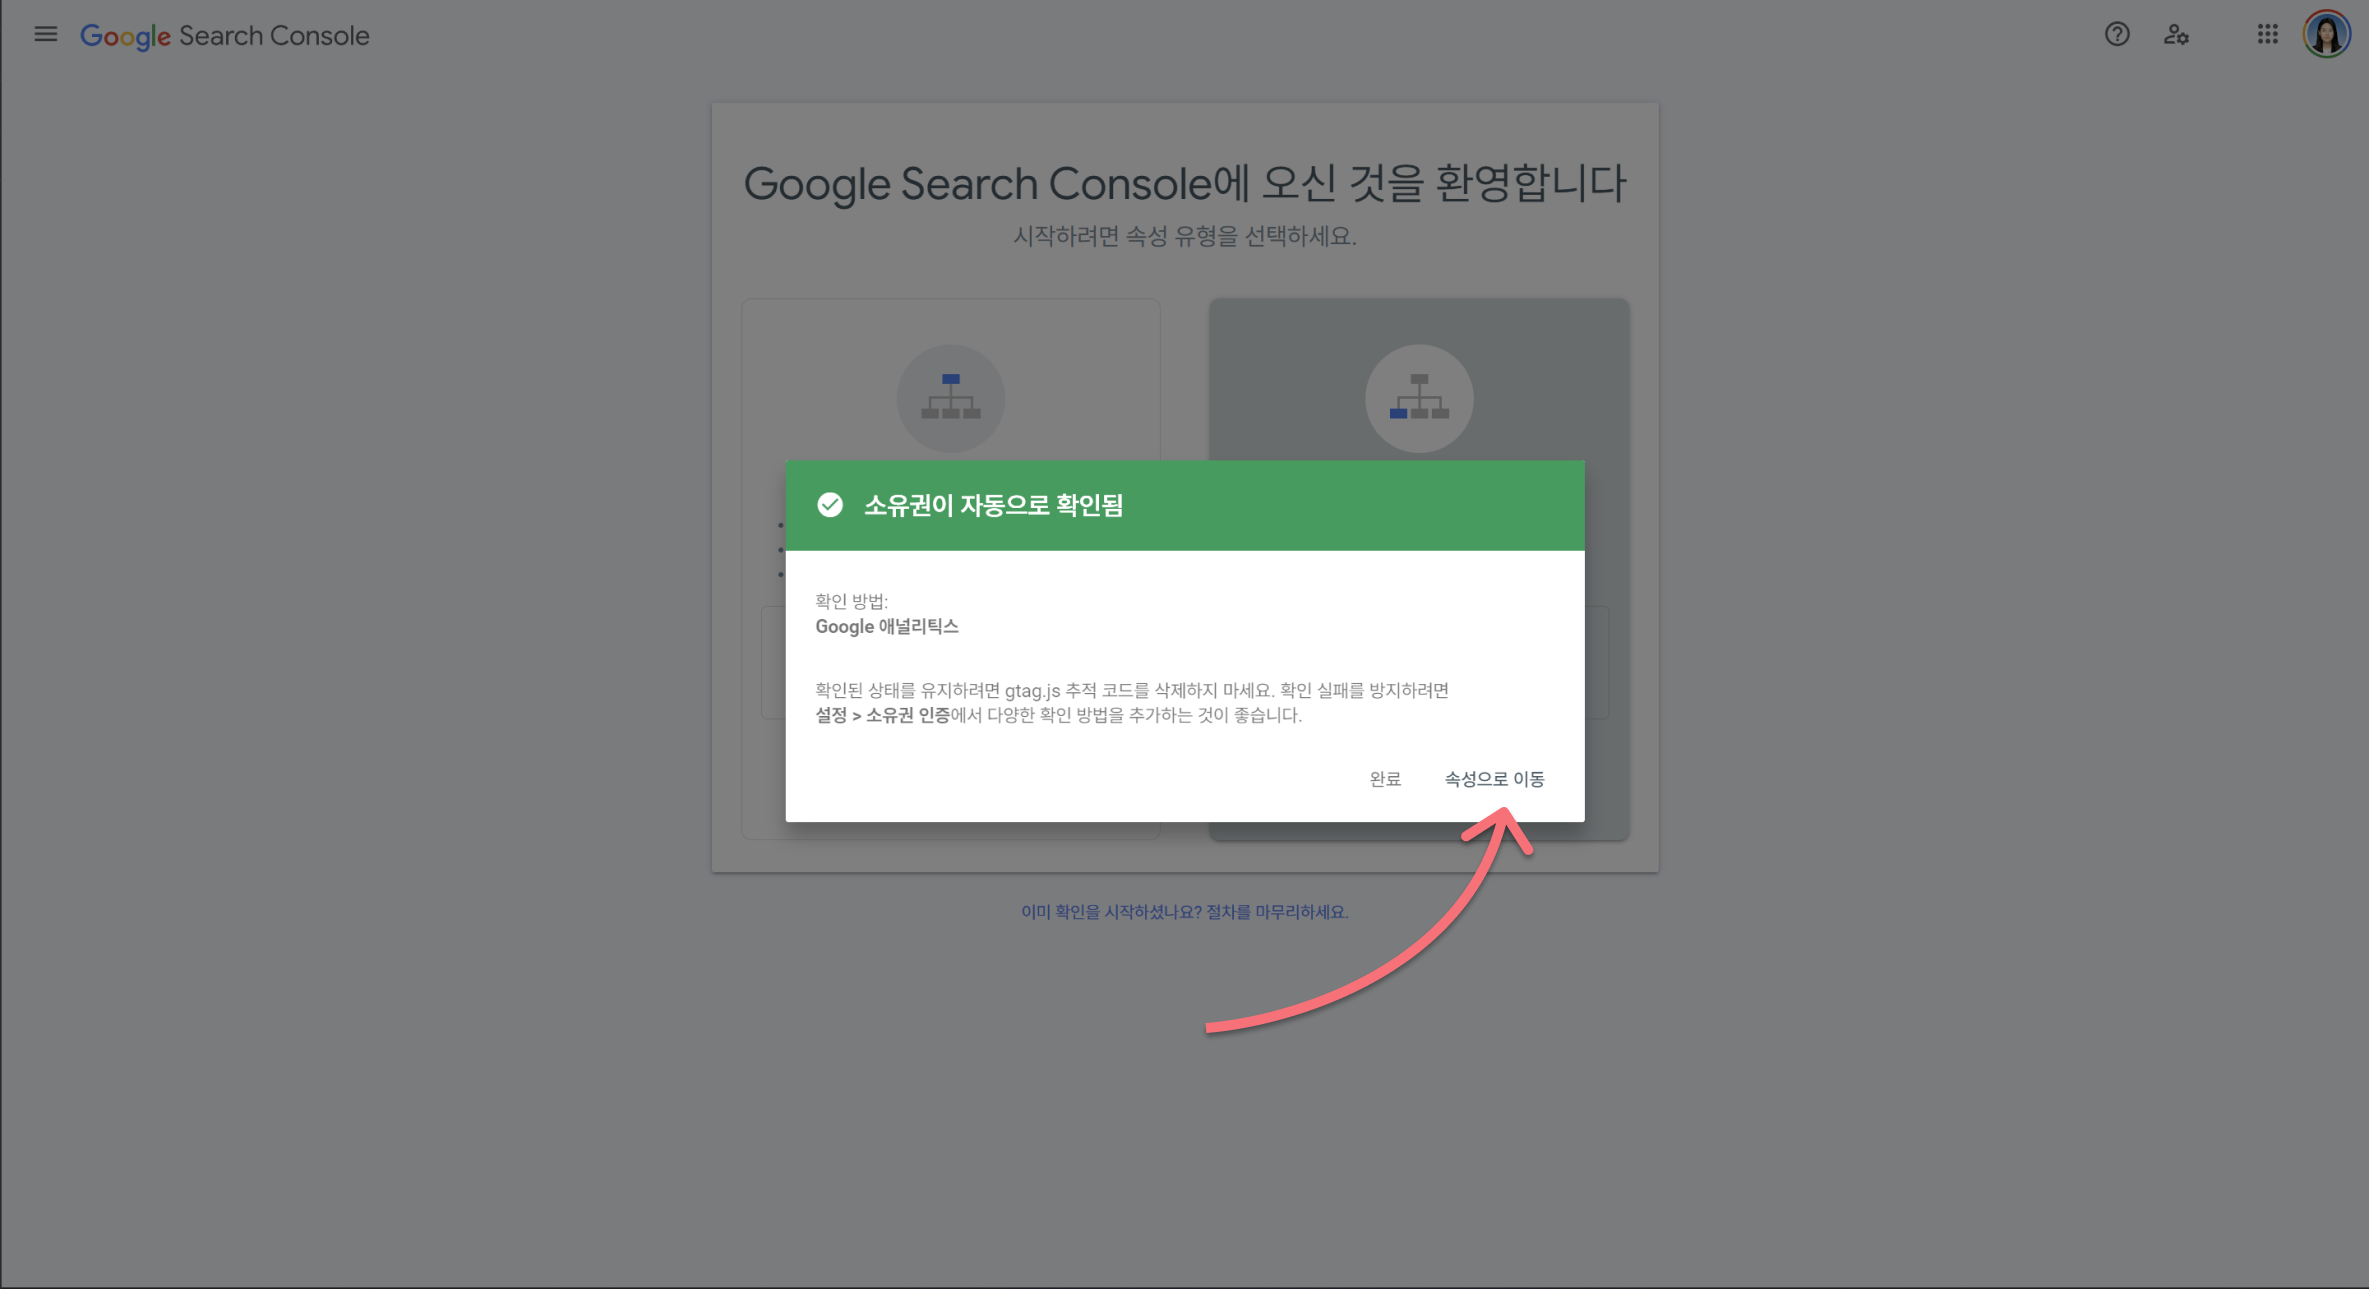 Google Search Console
Google Search Console에 오신 것을 환영합니다
시작하려면 속성 유형을 선택하세요.
소유권이 자동으로 확인됨
확인 방법:
Google 애널리틱스
확인된 상태를 유지하려면 gtag.js 추적 코드를 삭제하지 마세요. 확인 실패를 방지하려면
설정 > 소유권 인증에서 다양한 확인 방법을 추가하는 것이 좋습니다.
완료 속성으로 이동
이미 확인을 시작하셨나요? 절차를 마무리하세요.